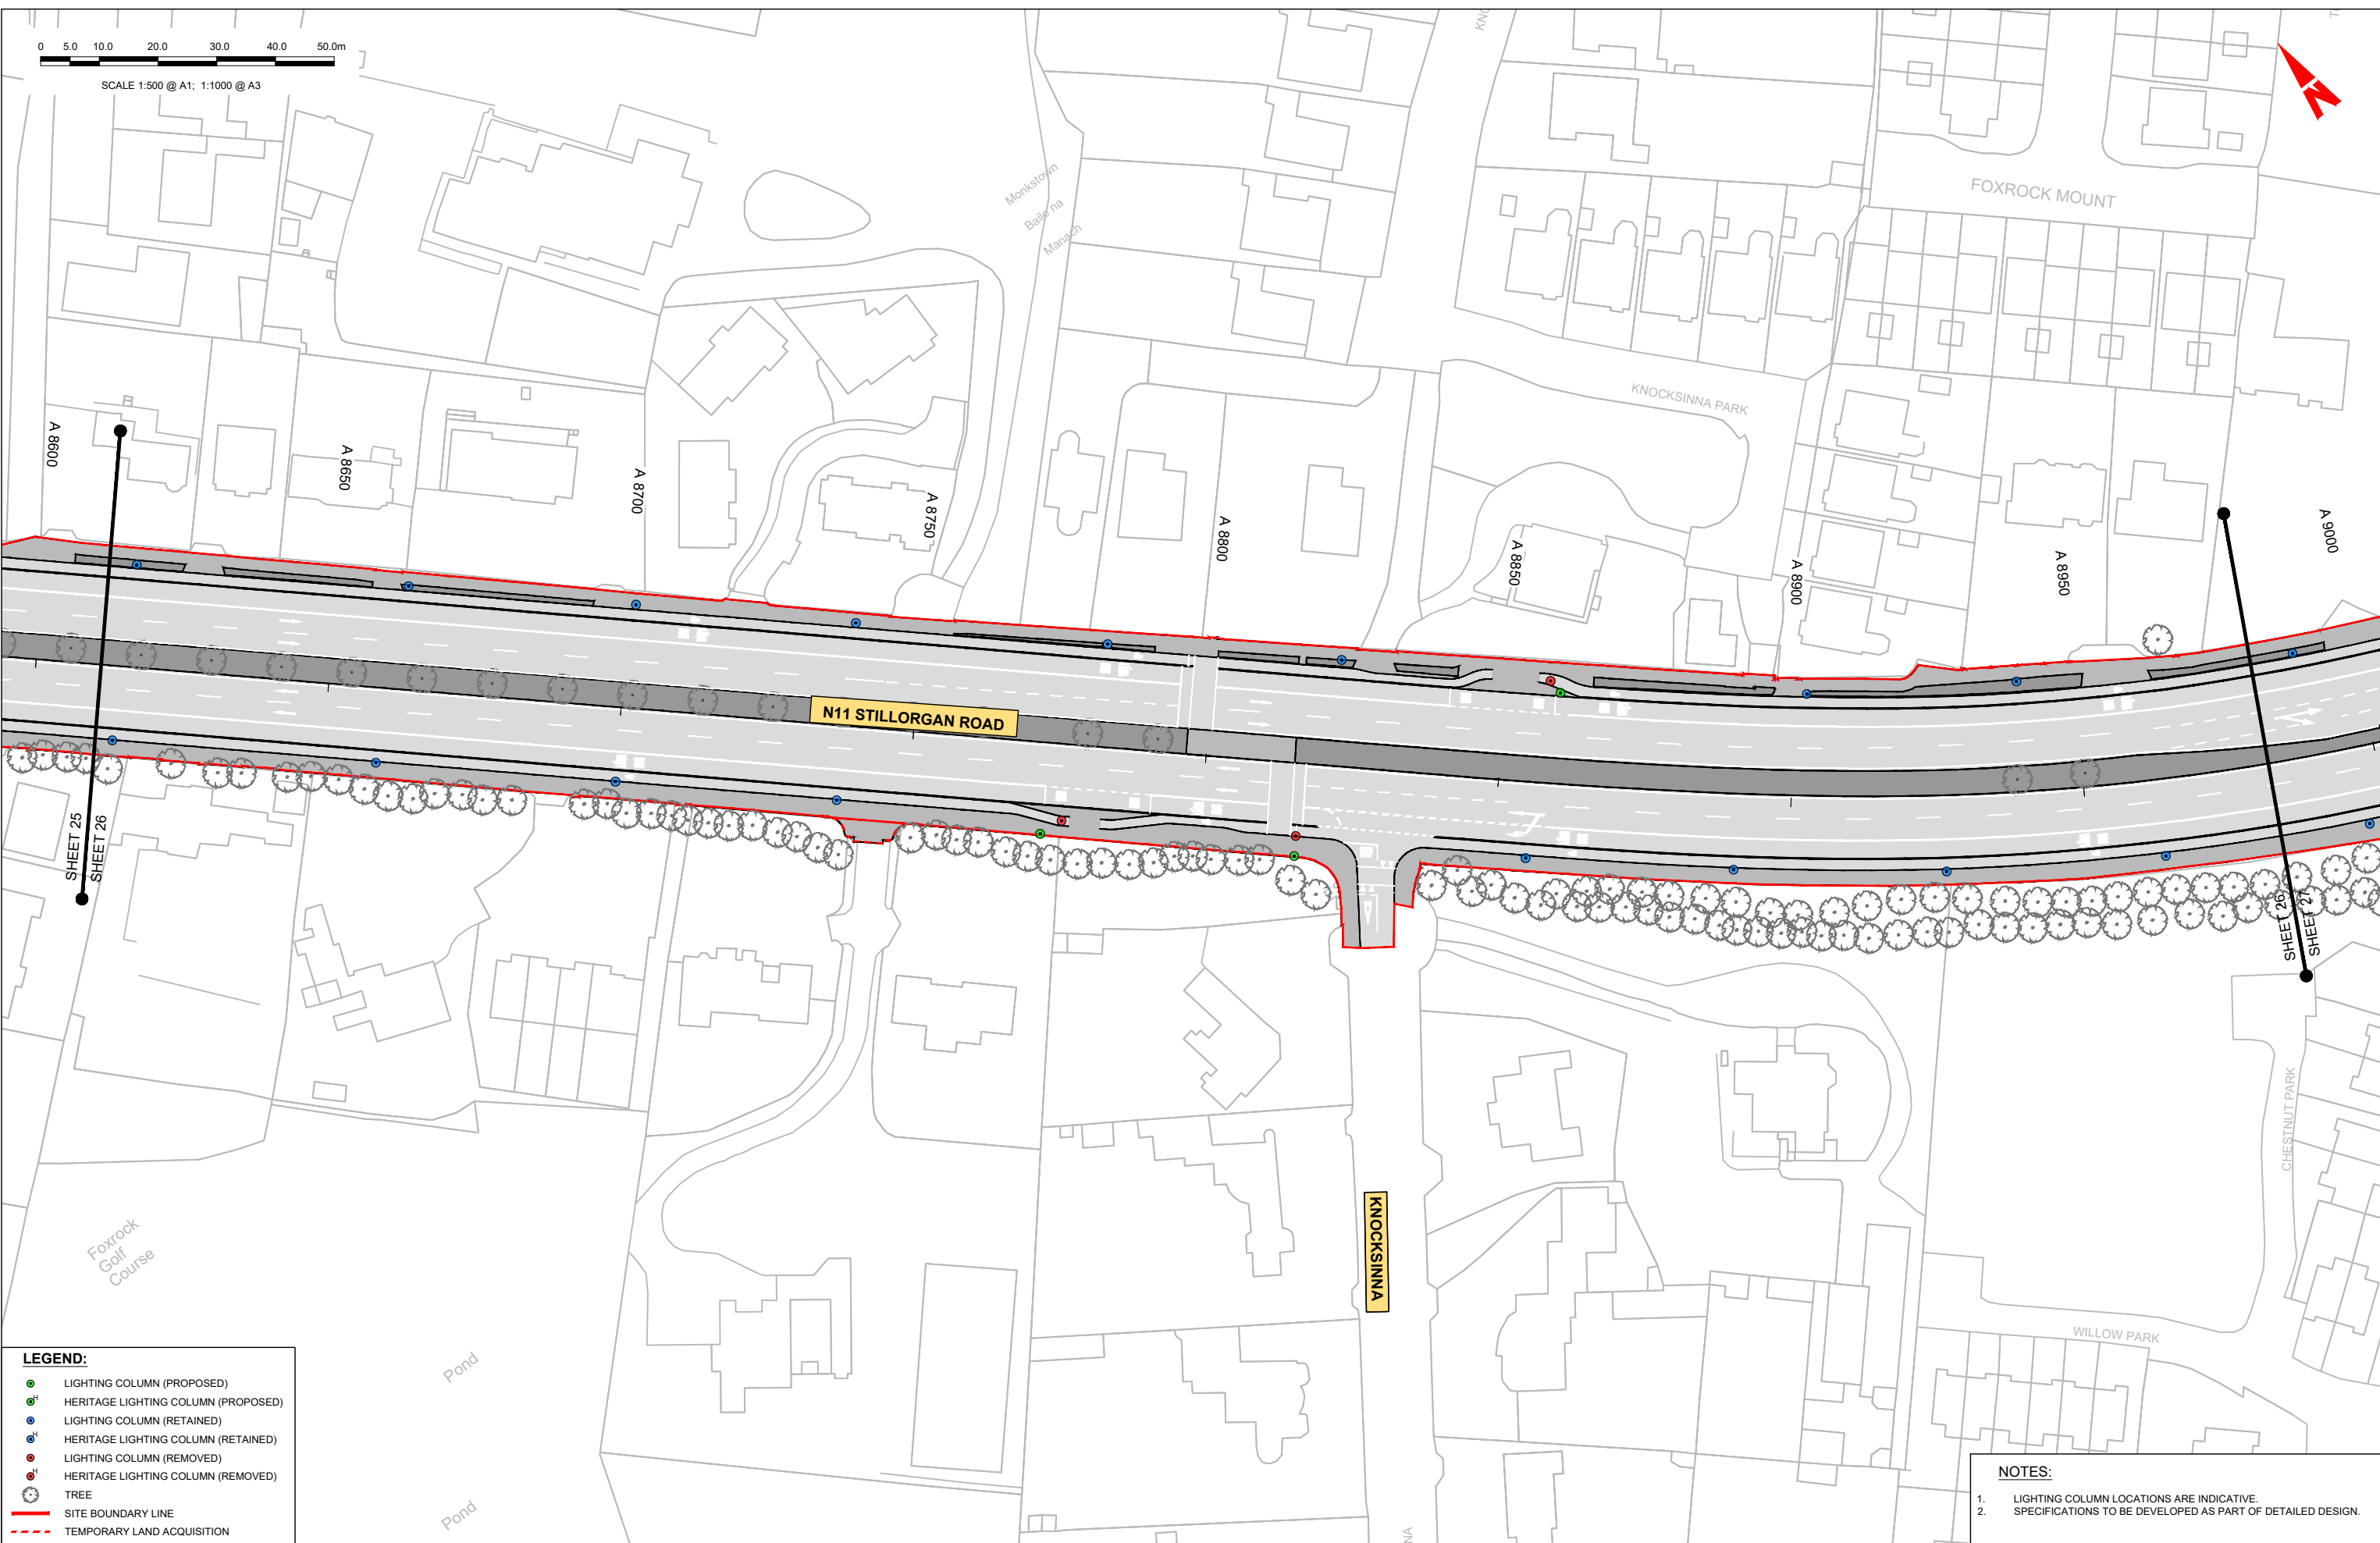 0 5.0 10.0 20.0 30.0 40.0 50.0m
SCALE 1:500 @ A1; 1:1000 @ A3
N
Monkstown
Baile na
Manach
FOXROCK MOUNT
KNOCKSINNA PARK
A 8600
A 8650
A 8700
A 8750
A 8800
A 8850
A 8900
A 8950
A 9000
N11 STILLORGAN ROAD
SHEET 25
SHEET 26
SHEET 26
SHEET 27
KNOCKSINNA
CHESTNUT PARK
WILLOW PARK
Foxrock
Golf
Course
Pond
Pond
LEGEND:
LIGHTING COLUMN (PROPOSED)
H HERITAGE LIGHTING COLUMN (PROPOSED)
LIGHTING COLUMN (RETAINED)
H HERITAGE LIGHTING COLUMN (RETAINED)
LIGHTING COLUMN (REMOVED)
H HERITAGE LIGHTING COLUMN (REMOVED)
TREE
SITE BOUNDARY LINE
TEMPORARY LAND ACQUISITION
NOTES:
1. LIGHTING COLUMN LOCATIONS ARE INDICATIVE.
2. SPECIFICATIONS TO BE DEVELOPED AS PART OF DETAILED DESIGN.